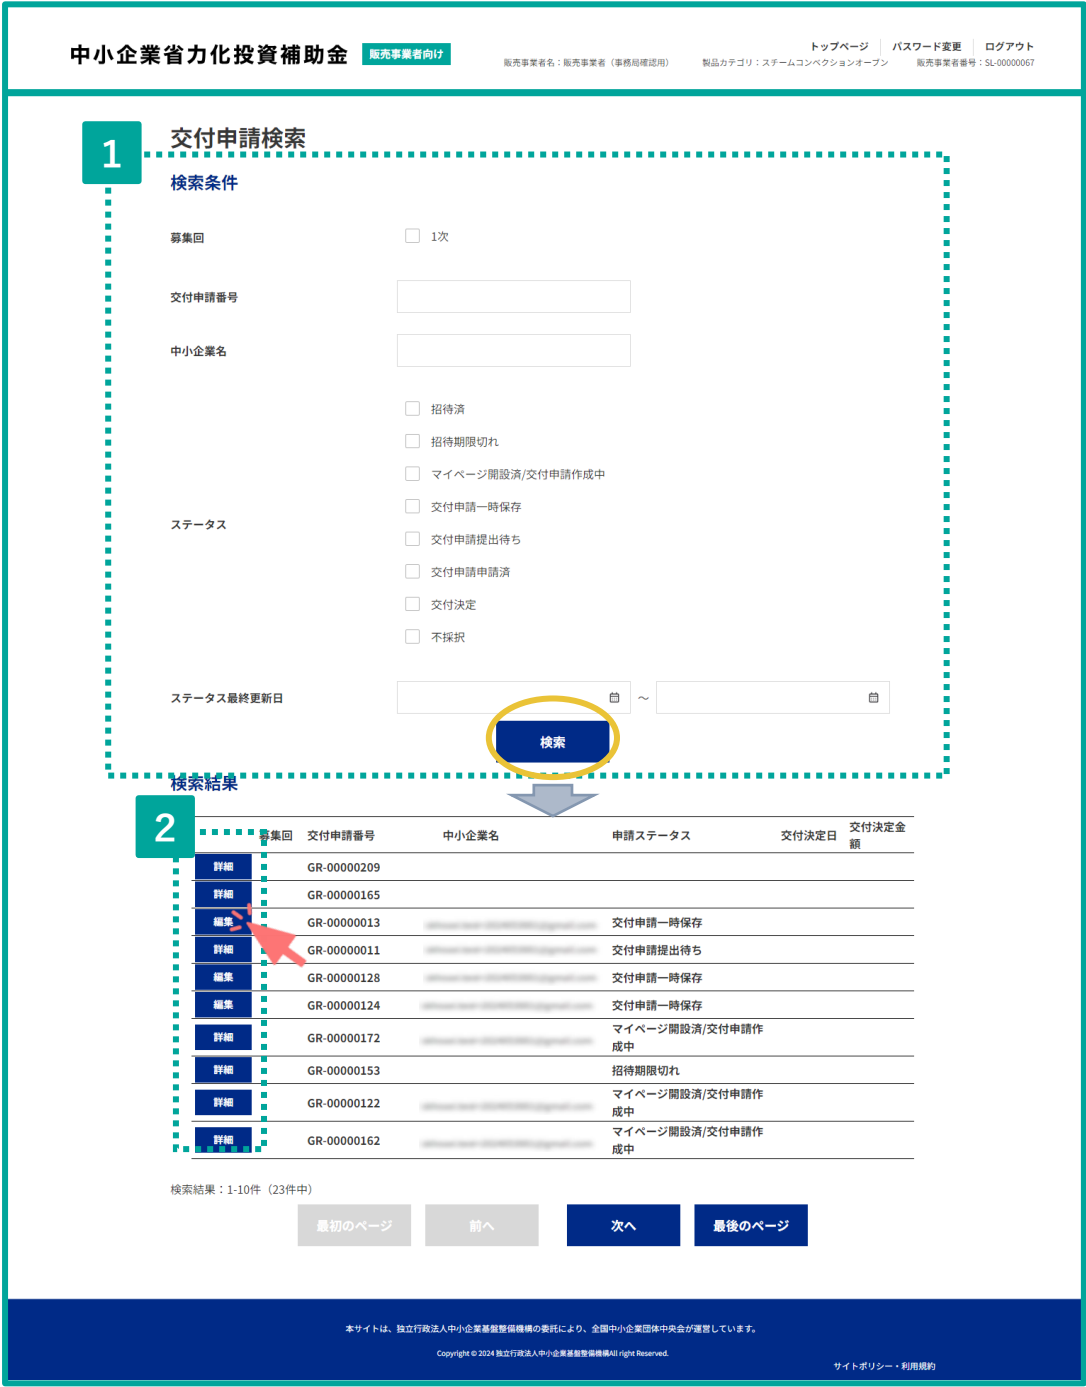 中小企業省力化投資補助金 販売事業者向け
トップページ パスワード変更 ログアウト
販売事業者名：販売事業者（事務局確認用） 製品カテゴリ：スチームコンベクションオーブン 販売事業者番号：SL-00000067
1
交付申請検索
検索条件
募集回 1次
交付申請番号
中小企業名
招待済
招待期限切れ
マイページ開設済/交付申請作成中
交付申請一時保存
ステータス
交付申請提出待ち
交付申請申請済
交付決定
不採択
ステータス最終更新日 ～
検索
検索結果
2
募集回 交付申請番号 中小企業名 申請ステータス 交付決定日 交付決定金
額
詳細 GR-00000209
詳細 GR-00000165
編集 GR-00000013 交付申請一時保存
詳細 GR-00000011 交付申請提出待ち
編集 GR-00000128 交付申請一時保存
編集 GR-00000124 交付申請一時保存
詳細 GR-00000172 マイページ開設済/交付申請作
成中
詳細 GR-00000153 招待期限切れ
詳細 GR-00000122 マイページ開設済/交付申請作
成中
詳細 GR-00000162 マイページ開設済/交付申請作
成中
検索結果：1-10件（23件中）
最初のページ 前へ 次へ 最後のページ
本サイトは、独立行政法人中小企業基盤整備機構の委託により、全国中小企業団体中央会が運営しています。
Copyright © 2024 独立行政法人中小企業基盤整備機構All right Reserved.
サイトポリシー・利用規約